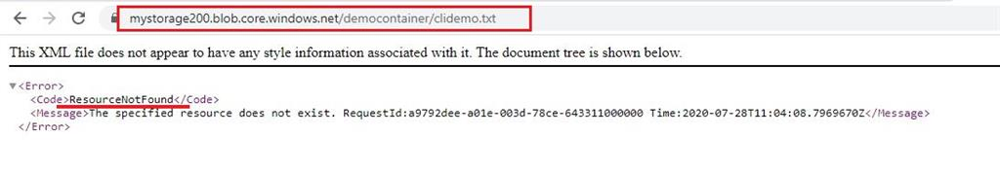 mystorage200.blob.core.windows.net/democontainer/clidemo.txt
This XML file does not appear to have any style information associated with it. The document tree is shown below.
▼<Error>
<Code>ResourceNotFound</Code>
<Message>The specified resource does not exist. RequestId:a9792dee-a01e-003d-78ce-643311000000 Time:2020-07-28T11:04:08.7969670Z</Message>
</Error>